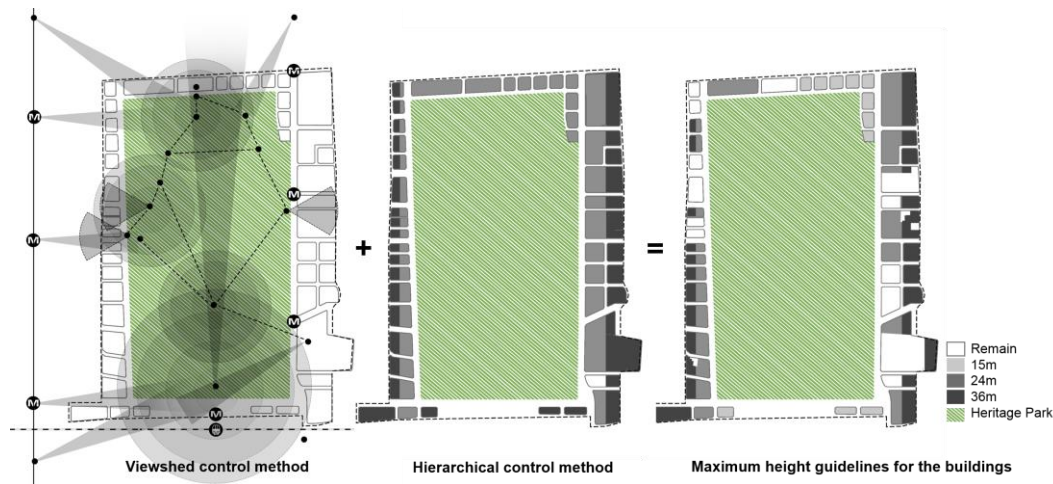 M
M
M
M
M
M
M
M
+
=
Remain
15m
24m
36m
Heritage Park
Viewshed control method
Hierarchical control method
Maximum height guidelines for the buildings